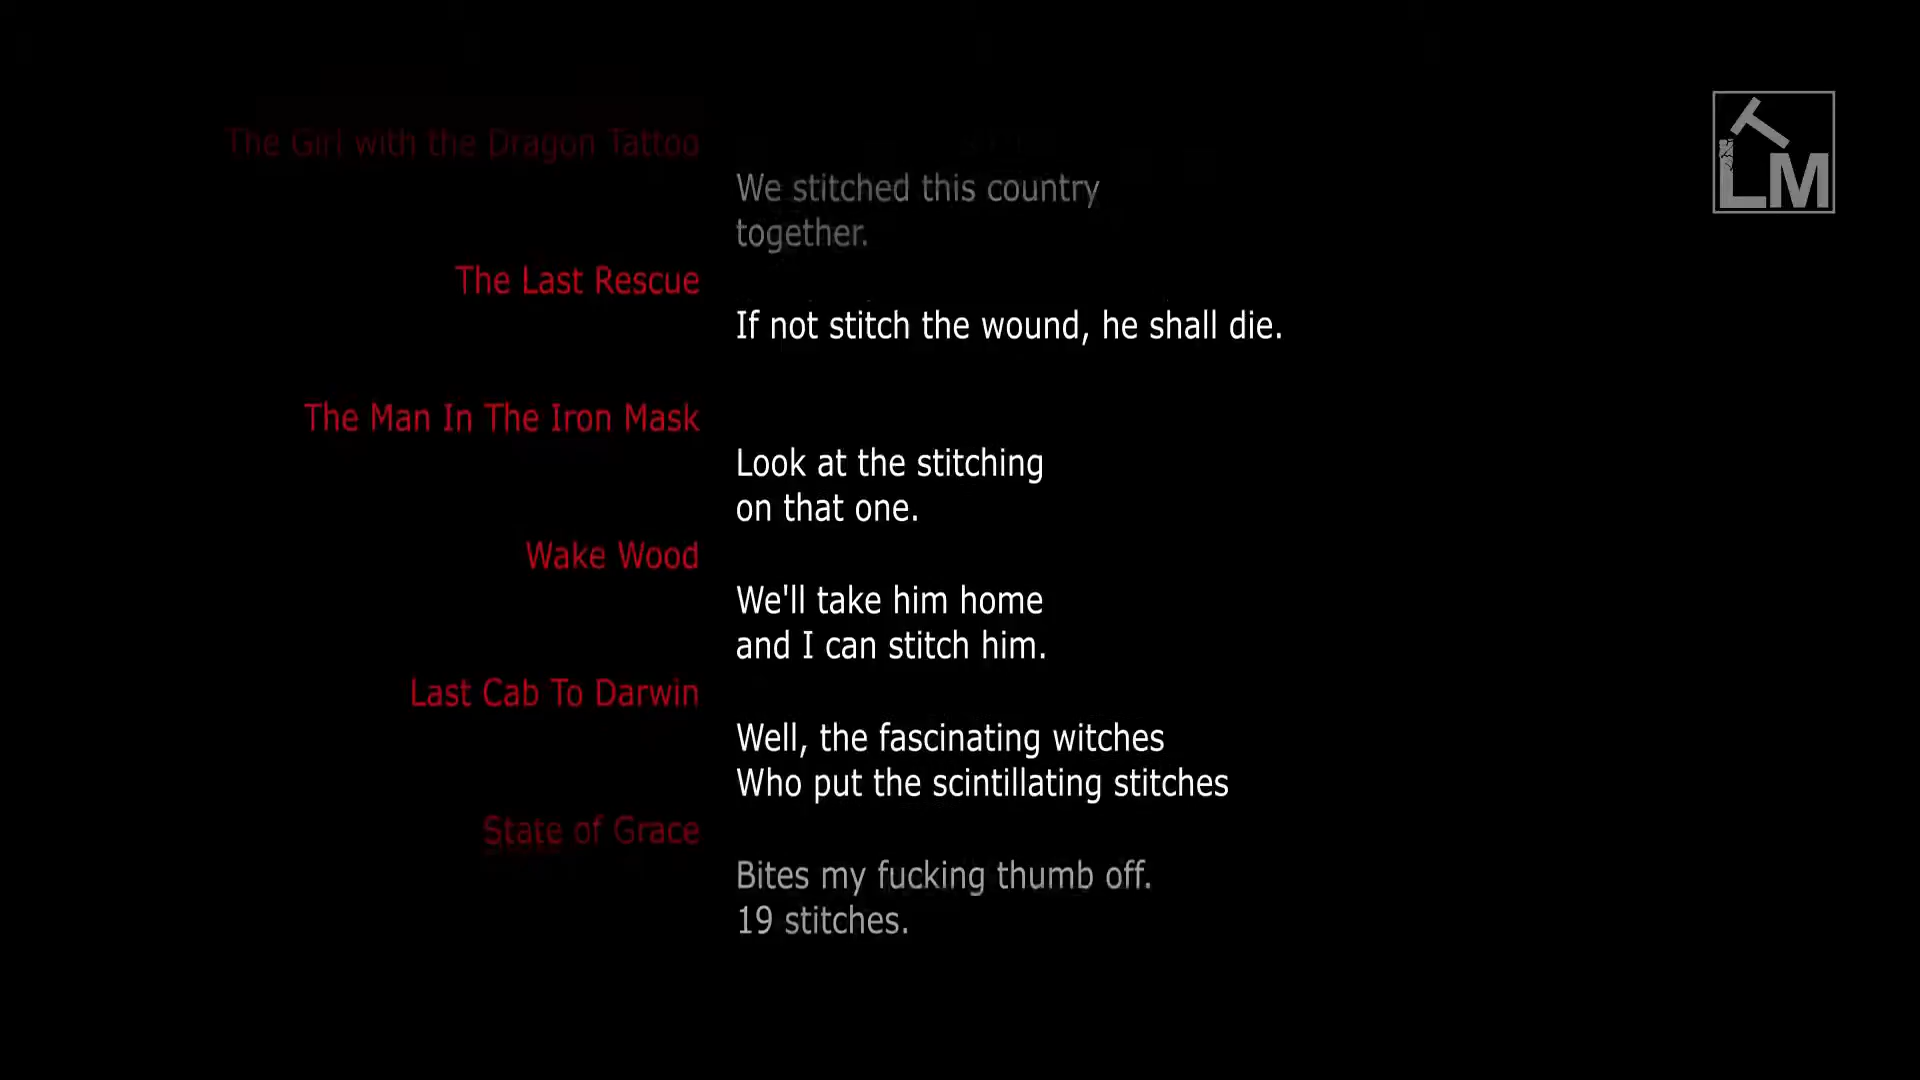 The Girl with the Dragon Tattoo
We stitched this country
together.
The Last Rescue
If not stitch the wound, he shall die.
The Man In The Iron Mask
Look at the stitching
on that one.
Wake Wood
We'll take him home
and I can stitch him.
Last Cab To Darwin
Well, the fascinating witches
Who put the scintillating stitches
State of Grace
Bites my fucking thumb off.
19 stitches.
LTM